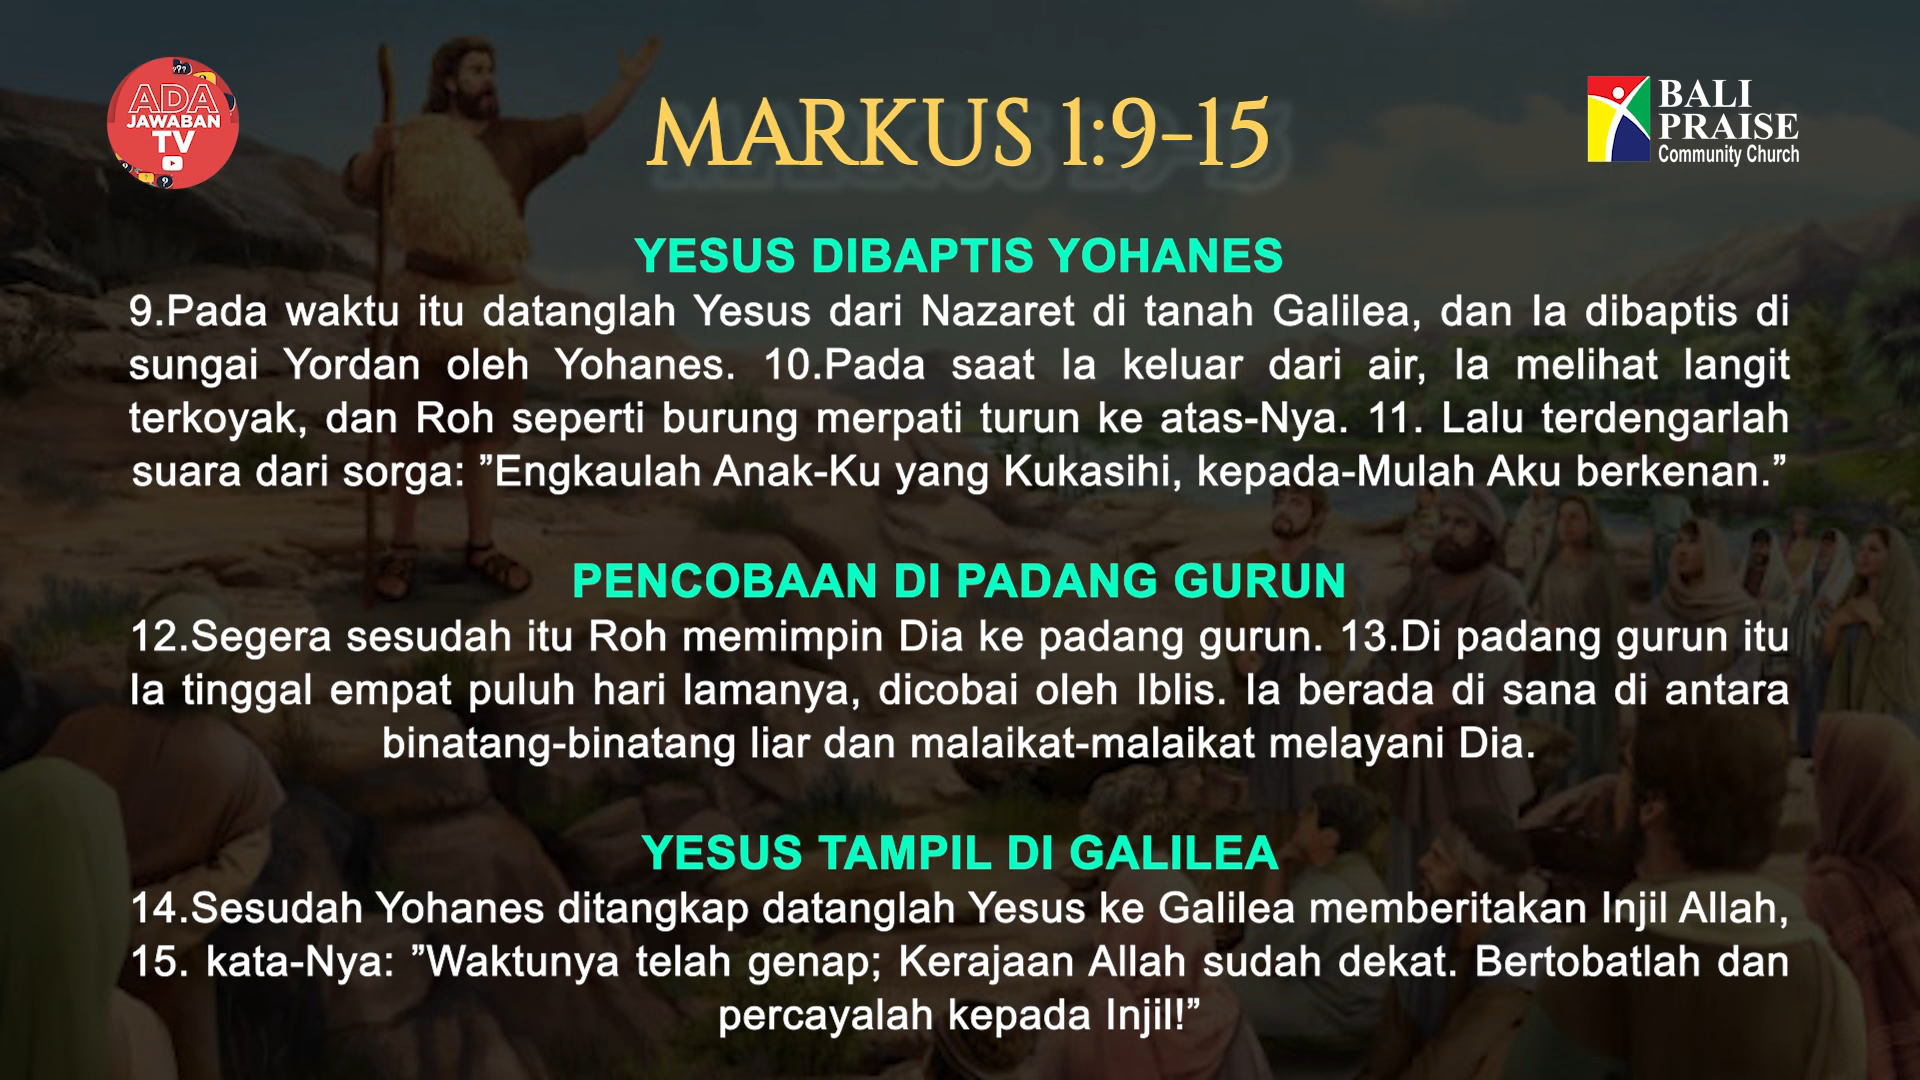 ADA
JAWABAN
TV
MARKUS 1:9-15
BALI
PRAISE
Community Church
YESUS DIBAPTIS YOHANES
9.Pada waktu itu datanglah Yesus dari Nazaret di tanah Galilea, dan Ia dibaptis di
sungai Yordan oleh Yohanes. 10.Pada saat Ia keluar dari air, Ia melihat langit
terkoyak, dan Roh seperti burung merpati turun ke atas-Nya. 11. Lalu terdengarlah
suara dari sorga: ”Engkaulah Anak-Ku yang Kukasihi, kepada-Mulah Aku berkenan.”
PENCOBAAN DI PADANG GURUN
12.Segera sesudah itu Roh memimpin Dia ke padang gurun. 13.Di padang gurun itu
Ia tinggal empat puluh hari lamanya, dicobai oleh Iblis. Ia berada di sana di antara
binatang-binatang liar dan malaikat-malaikat melayani Dia.
YESUS TAMPIL DI GALILEA
14.Sesudah Yohanes ditangkap datanglah Yesus ke Galilea memberitakan Injil Allah,
15. kata-Nya: ”Waktunya telah genap; Kerajaan Allah sudah dekat. Bertobatlah dan
percayalah kepada Injil!”